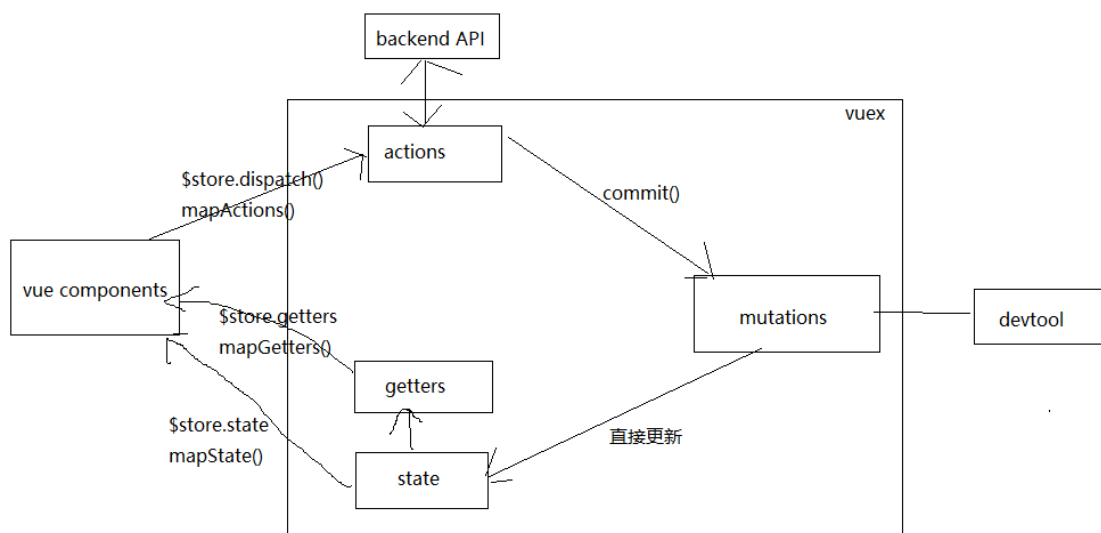 backend API
vuex
actions
$store.dispatch()
mapActions()
commit()
vue components
$store.getters
mapGetters()
mutations
devtool
getters
$store.state
mapState()
直接更新
state